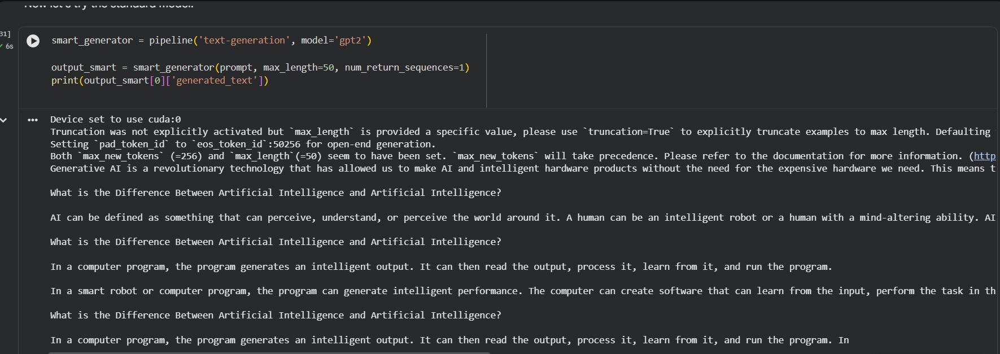 Now let's try the standard model.
31]
6s
smart_generator = pipeline('text-generation', model='gpt2')
output_smart = smart_generator(prompt, max_length=50, num_return_sequences=1)
print(output_smart[0]['generated_text'])
Device set to use cuda:0
Truncation was not explicitly activated but `max_length` is provided a specific value, please use `truncation=True` to explicitly truncate examples to max length. Defaulting
Setting `pad_token_id` to `eos_token_id`:50256 for open-end generation.
Both `max_new_tokens` (=256) and `max_length`(=50) seem to have been set. `max_new_tokens` will take precedence. Please refer to the documentation for more information. (http
Generative AI is a revolutionary technology that has allowed us to make AI and intelligent hardware products without the need for the expensive hardware we need. This means t
What is the Difference Between Artificial Intelligence and Artificial Intelligence?
AI can be defined as something that can perceive, understand, or perceive the world around it. A human can be an intelligent robot or a human with a mind-altering ability. AI
What is the Difference Between Artificial Intelligence and Artificial Intelligence?
In a computer program, the program generates an intelligent output. It can then read the output, process it, learn from it, and run the program.
In a smart robot or computer program, the program can generate intelligent performance. The computer can create software that can learn from the input, perform the task in th
What is the Difference Between Artificial Intelligence and Artificial Intelligence?
In a computer program, the program generates an intelligent output. It can then read the output, process it, learn from it, and run the program. In